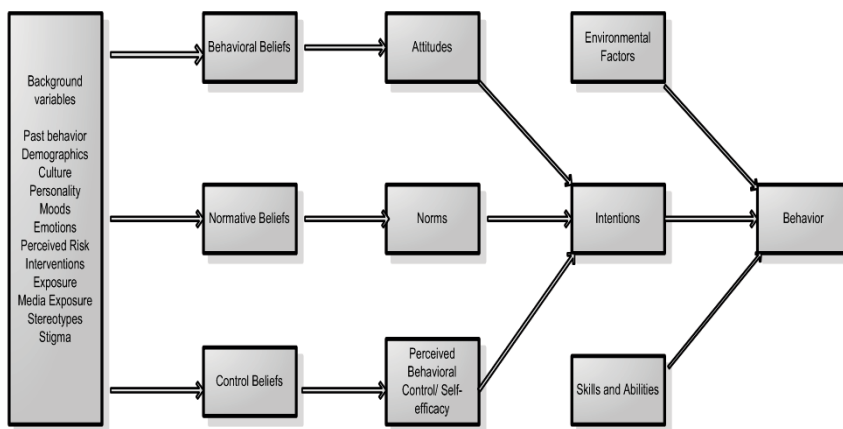 Background
variables
Past behavior
Demographics
Culture
Personality
Moods
Emotions
Perceived Risk
Interventions
Exposure
Media Exposure
Stereotypes
Stigma
Behavioral Beliefs
Attitudes
Environmental
Factors
Normative Beliefs
Norms
Intentions
Behavior
Control Beliefs
Perceived
Behavioral
Control/ Self-
efficacy
Skills and Abilities